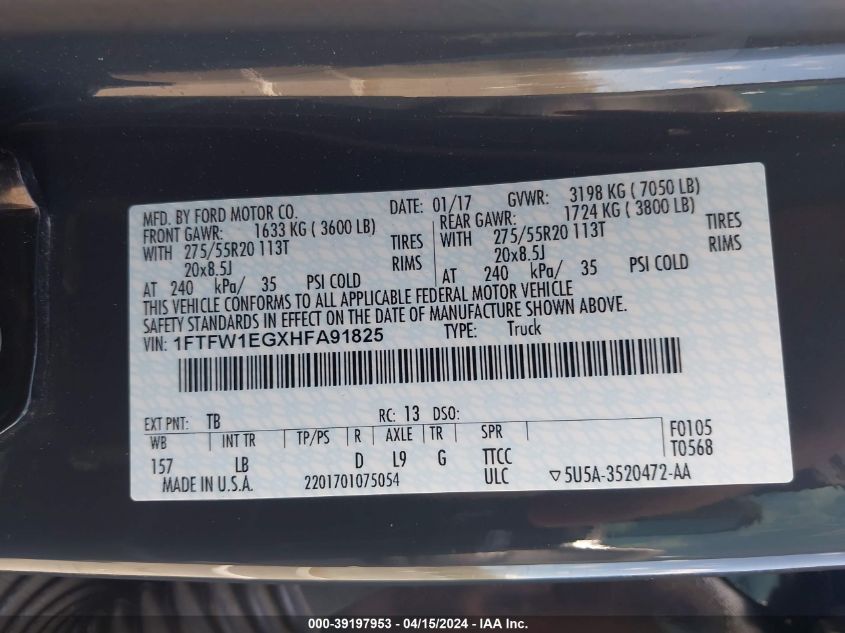 MFD. BY FORD MOTOR CO. DATE: 01/17 GVWR: 3198 KG ( 7050 LB)
FRONT GAWR: 1633 KG ( 3600 LB) REAR GAWR: 1724 KG ( 3800 LB)
WITH 275/55R20 113T TIRES WITH 275/55R20 113T TIRES
20x8.5J RIMS 20x8.5J RIMS
AT 240 kPa/ 35 PSI COLD AT 240 kPa/ 35 PSI COLD
THIS VEHICLE CONFORMS TO ALL APPLICABLE FEDERAL MOTOR VEHICLE
SAFETY STANDARDS IN EFFECT ON THE DATE OF MANUFACTURE SHOWN ABOVE.
VIN: 1FTFW1EGXHFA91825 TYPE: Truck
EXT PNT: TB RC: 13 DSO: F0105
WB INT TR TP/PS R AXLE TR SPR T0568
157 LB D L9 G TTCC
MADE IN U.S.A. 2201701075054 ULC ▽5U5A-3520472-AA
000-39197953 - 04/15/2024 - IAA Inc.